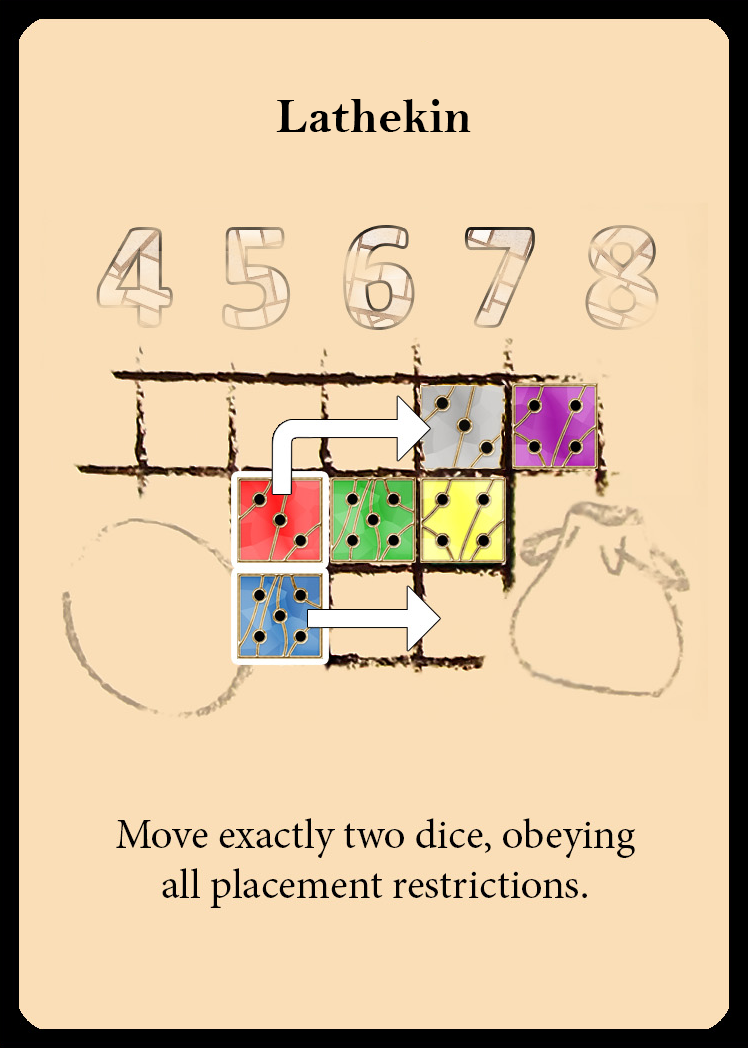 Lathekin
4 5 6 7 8
Move exactly two dice, obeying
all placement restrictions.